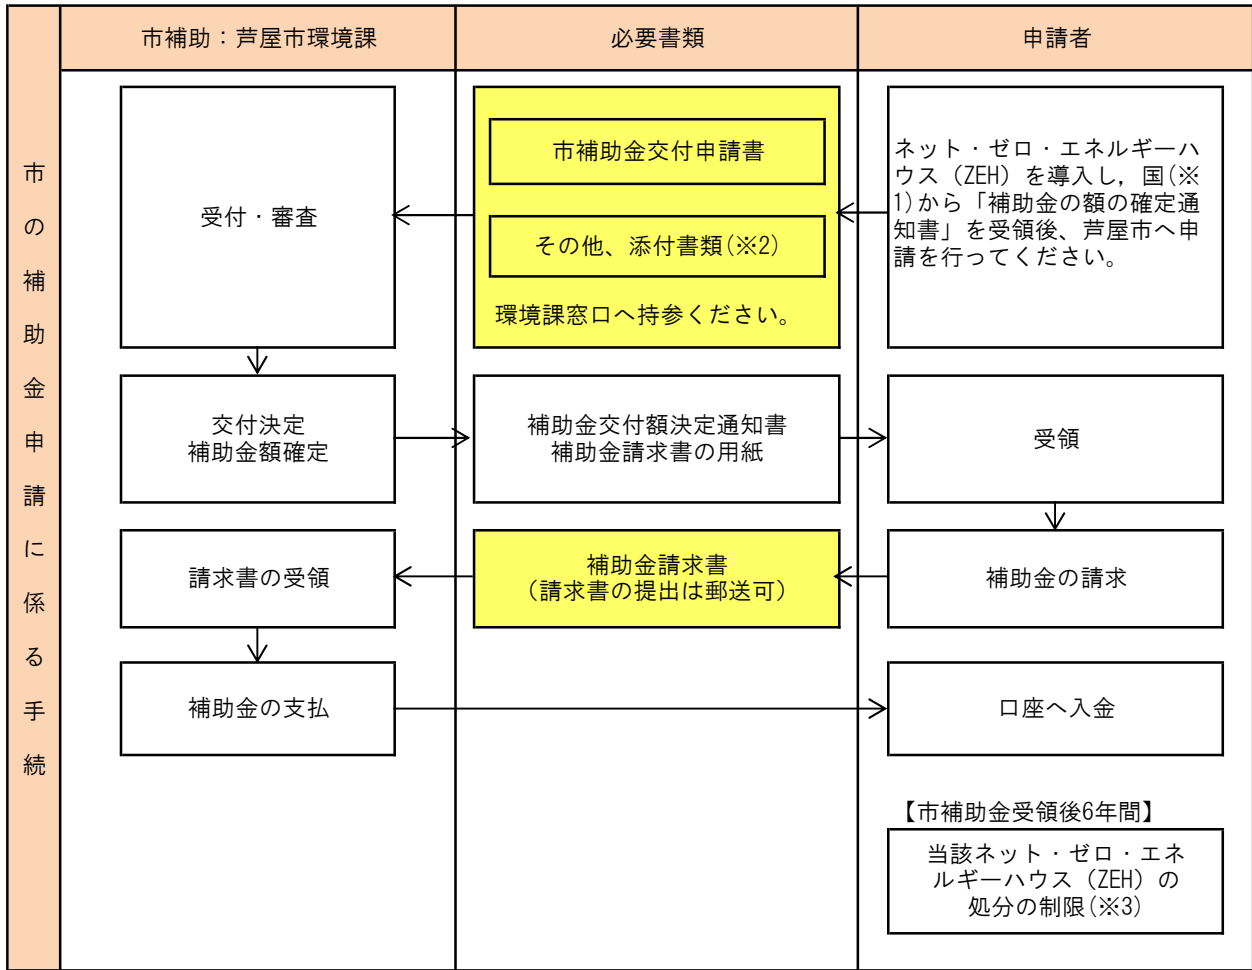 市の補助金申請に係る手続
市補助：芦屋市環境課
必要書類
申請者
受付・審査
市補助金交付申請書
その他、添付書類(※2)
環境課窓口へ持参ください。
ネット・ゼロ・エネルギーハ
ウス（ZEH）を導入し，国(※
1)から「補助金の額の確定通
知書」を受領後、芦屋市へ申
請を行ってください。
交付決定
補助金額確定
補助金交付額決定通知書
補助金請求書の用紙
受領
請求書の受領
補助金請求書
（請求書の提出は郵送可）
補助金の請求
補助金の支払
口座へ入金
【市補助金受領後6年間】
当該ネット・ゼロ・エネ
ルギーハウス（ZEH）の
処分の制限(※3)